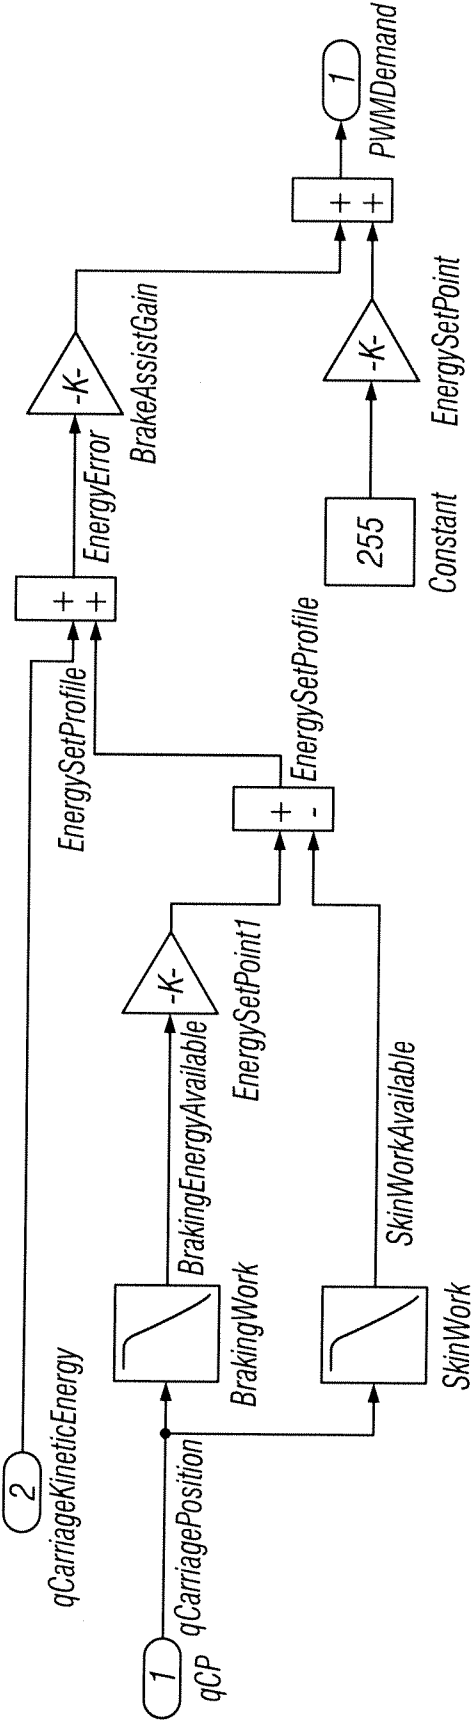 2
qCarriageKineticEnergy
1
qCP
qCarriagePosition
BrakingWork
BrakingEnergyAvailable
-K-
EnergySetPoint1
SkinWork
SkinWorkAvailable
+
-
EnergySetProfile
EnergySetProfile
+
+
EnergyError
-K-
BrakeAssistGain
255
Constant
-K-
EnergySetPoint
+
+
1
PWMDemand